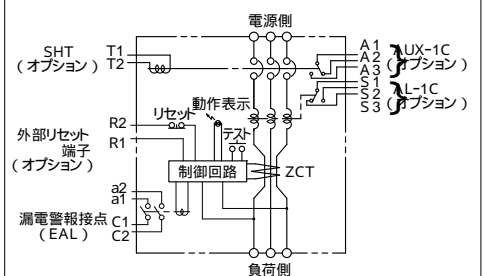 電源側
SHT
(オプション)
T1
T2
A1
A2
A3
AUX-1C
(オプション)
S1
S2
S3
AL-1C
(オプション)
動作表示
リセット
テスト
R2
R1
外部リセット
端子
(オプション)
制御回路
ZCT
a2
a1
漏電警報接点
(EAL)
C1
C2
負荷側